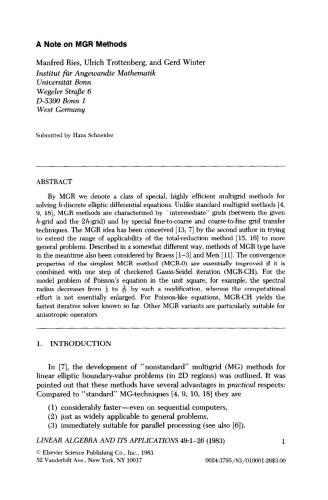 A Note on MGR Methods
Manfred Ries, Ulrich Trottenberg, and Gerd Winter
Institut für Angewandte Mathematik
Universität Bonn
Wegeler Straße 6
D-5300 Bonn 1
West Germany
Submitted by Hans Schneider
ABSTRACT
By MGR we denote a class of special, highly efficient multigrid methods for
solving h-discrete elliptic differential equations. Unlike standard multigrid methods [4,
9, 18], MGR methods are characterized by "intermediate" grids (between the given
h-grid and the 2h-grid) and by special fine-to-coarse and coarse-to-fine grid transfer
techniques. The MGR idea has been conceived [13, 7] by the second author in trying
to extend the range of applicability of the total-reduction method [15, 16] to more
general problems. Described in a somewhat different way, methods of MGR type have
in the meantime also been considered by Braess [1–3] and Meis [11]. The convergence
properties of the simplest MGR method (MGR-0) are essentially improved if it is
combined with one step of checkered Gauss-Seidel iteration (MGR-CH). For the
model problem of Poisson's equation in the unit square, for example, the spectral
radius decreases from to by such a modification, whereas the computational
effort is not essentially enlarged. For Poisson-like equations, MGR-CH yields the
fastest iterative solver known so far. Other MGR variants are particularly suitable for
anisotropic operators.
1. INTRODUCTION
In [7], the development of "nonstandard" multigrid (MG) methods for
linear elliptic boundary-value problems (in 2D regions) was outlined. It was
pointed out that these methods have several advantages in practical respects:
Compared to "standard" MG-techniques [4, 9, 10, 18] they are
(1) considerably faster—even on sequential computers,
(2) just as widely applicable to general problems,
(3) immediately suitable for parallel processing (see also [6]).
LINEAR ALGEBRA AND ITS APPLICATIONS 49:1–26 (1983) 1
© Elsevier Science Publishing Co., Inc., 1983
52 Vanderbilt Ave., New York, NY 10017 0024-3795/83/010001-26$3.00